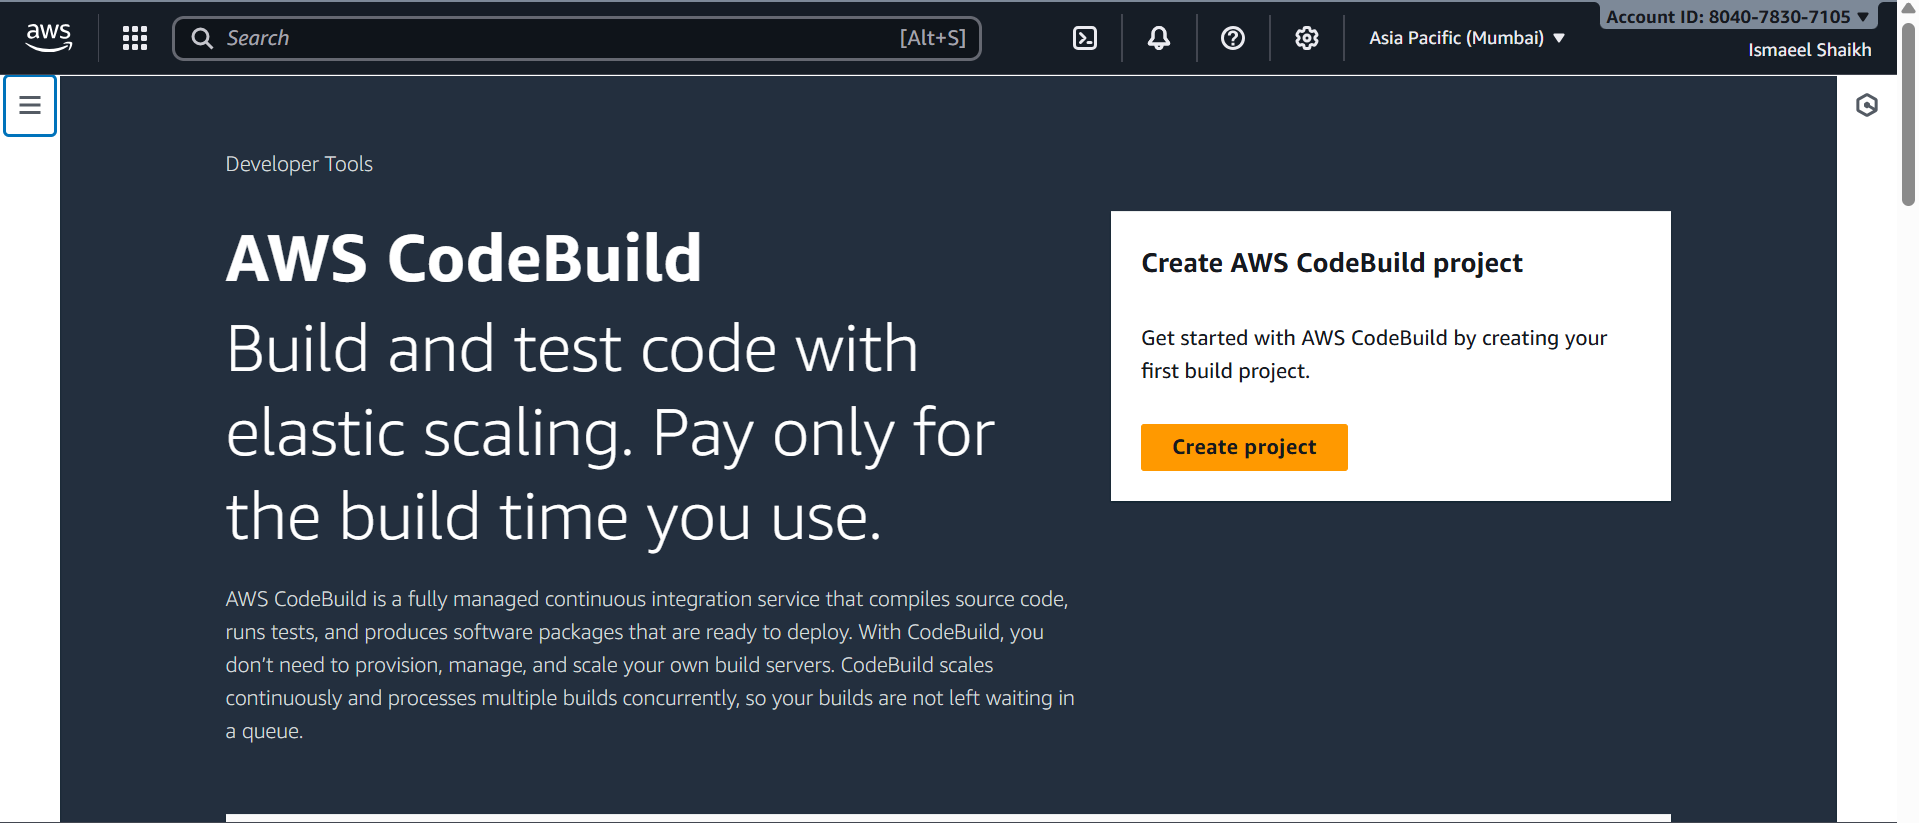 aws
Search [Alt+S]
Asia Pacific (Mumbai)
Account ID: 8040-7830-7105
Ismaeel Shaikh
Developer Tools
AWS CodeBuild
Build and test code with
elastic scaling. Pay only for
the build time you use.
AWS CodeBuild is a fully managed continuous integration service that compiles source code,
runs tests, and produces software packages that are ready to deploy. With CodeBuild, you
don’t need to provision, manage, and scale your own build servers. CodeBuild scales
continuously and processes multiple builds concurrently, so your builds are not left waiting in
a queue.
Create AWS CodeBuild project
Get started with AWS CodeBuild by creating your
first build project.
Create project